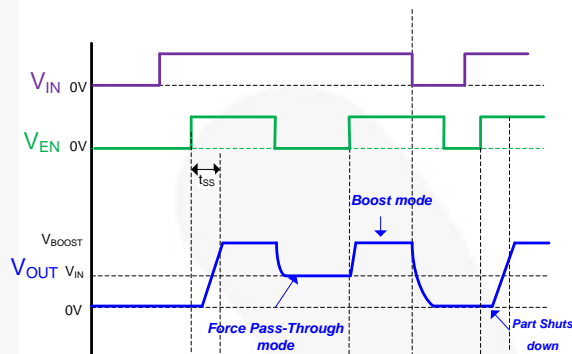 VIN 0V
VEN 0V
tSS
Boost mode
VBOOST
VOUT VIN
0V
Force Pass-Through
mode
Part Shuts
down